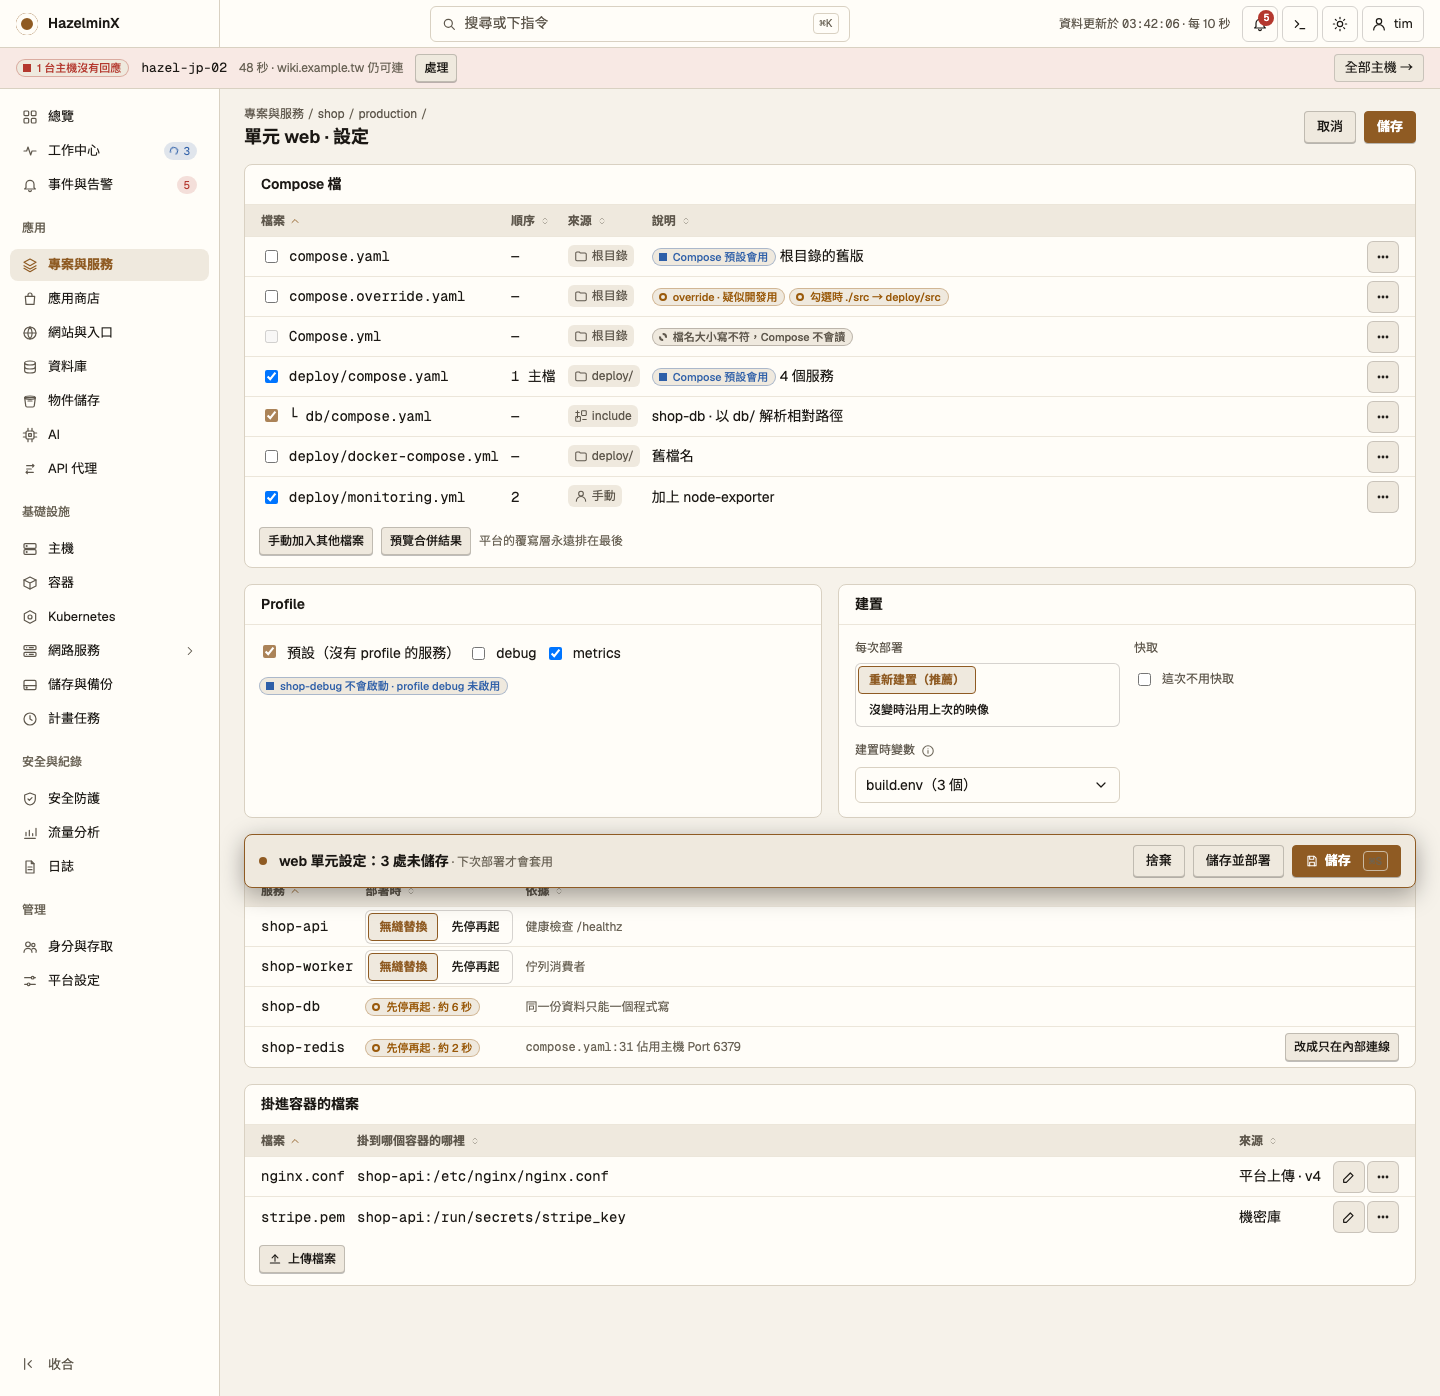 HazelminX
搜尋或下指令
⌘K
資料更新於 03:42:06 · 每 10 秒
5
tim
1 台主機沒有回應
hazel-jp-02
48 秒 · wiki.example.tw 仍可連
處理
全部主機 →
總覽
工作中心
3
事件與告警
5
應用
專案與服務
應用商店
網站與入口
資料庫
物件儲存
AI
API 代理
基礎設施
主機
容器
Kubernetes
網路服務
儲存與備份
計畫任務
安全與紀錄
安全防護
流量分析
日誌
管理
身分與存取
平台設定
收合
專案與服務 / shop / production /
單元 web · 設定
取消
儲存
Compose 檔
檔案 順序 來源 說明
compose.yaml — 根目錄 Compose 預設會用 根目錄的舊版
compose.override.yaml — 根目錄 override · 疑似開發用 勾選時 ./src → deploy/src
Compose.yml — 根目錄 檔名大小寫不符，Compose 不會讀
deploy/compose.yaml 1 主檔 deploy/ Compose 預設會用 4 個服務
└ db/compose.yaml — include shop-db · 以 db/ 解析相對路徑
deploy/docker-compose.yml — deploy/ 舊檔名
deploy/monitoring.yml 2 手動 加上 node-exporter
手動加入其他檔案 預覽合併結果 平台的覆寫層永遠排在最後
Profile
預設（沒有 profile 的服務） debug metrics
shop-debug 不會啟動 · profile debug 未啟用
建置
每次部署
重新建置（推薦）
沒變時沿用上次的映像
快取
這次不用快取
建置時變數
build.env（3 個）
web 單元設定：3 處未儲存 · 下次部署才會套用
捨棄
儲存並部署
儲存
服務 部署時 依據
shop-api 無縫替換 先停再起 健康檢查 /healthz
shop-worker 無縫替換 先停再起 佇列消費者
shop-db 先停再起 · 約 6 秒 同一份資料只能一個程式寫
shop-redis 先停再起 · 約 2 秒 compose.yaml:31 佔用主機 Port 6379 改成只在內部連線
掛進容器的檔案
檔案 掛到哪個容器的哪裡 來源
nginx.conf shop-api:/etc/nginx/nginx.conf 平台上傳 · v4
stripe.pem shop-api:/run/secrets/stripe_key 機密庫
上傳檔案